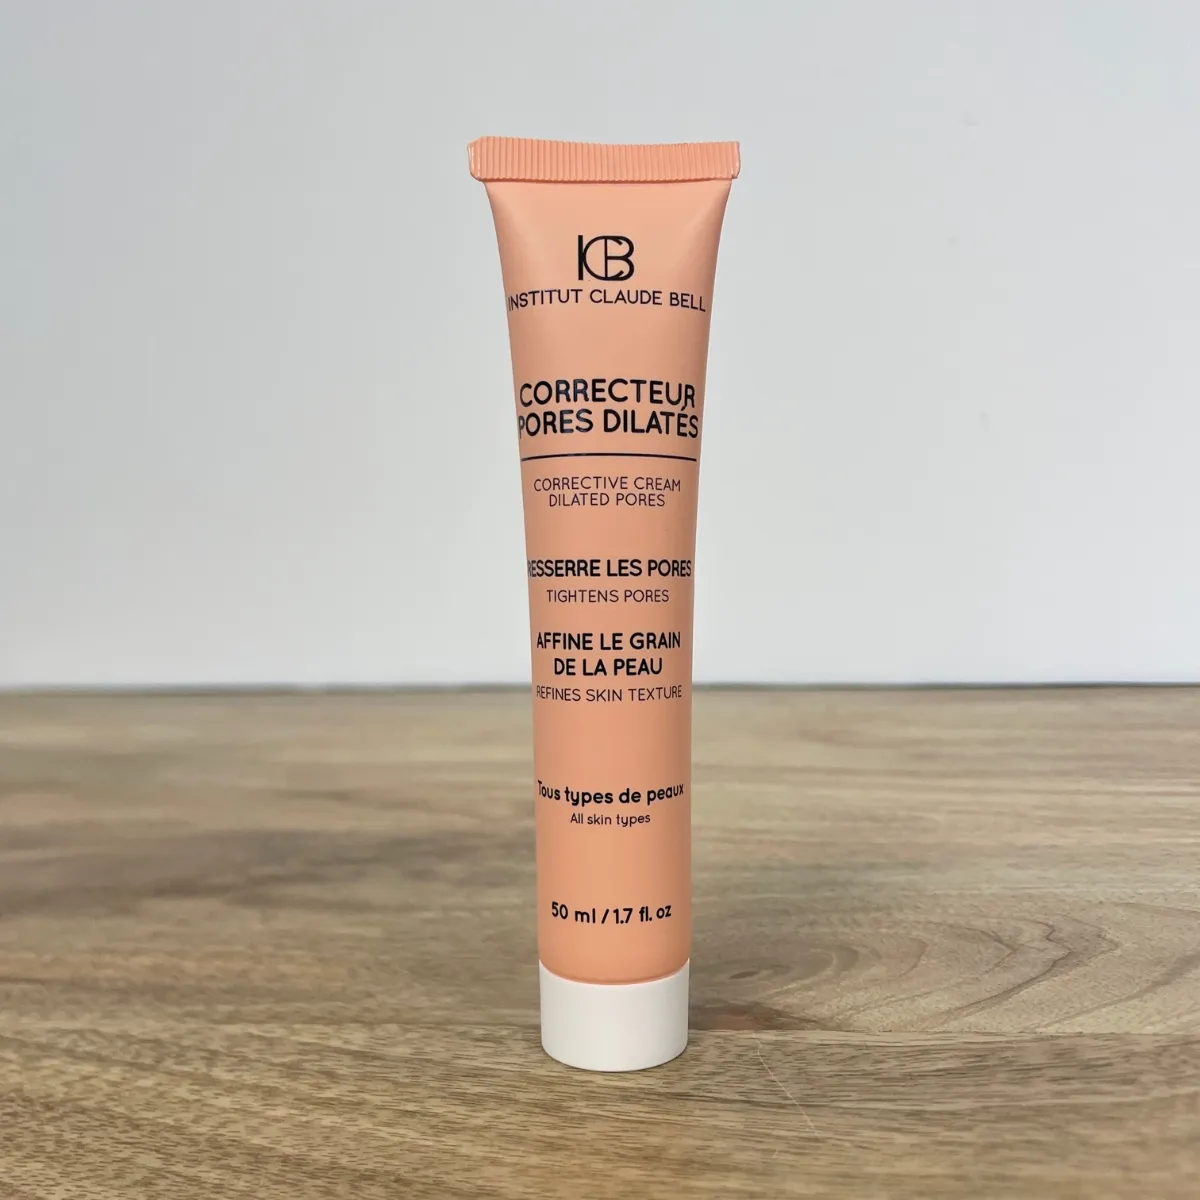 ICB
INSTITUT CLAUDE BELL
CORRECTEUR
PORES DILATÉS
CORRECTIVE CREAM
DILATED PORES
RESSERRE LES PORES
TIGHTENS PORES
AFFINE LE GRAIN
DE LA PEAU
REFINES SKIN TEXTURE
Tous types de peaux
All skin types
50 ml / 1.7 fl. oz